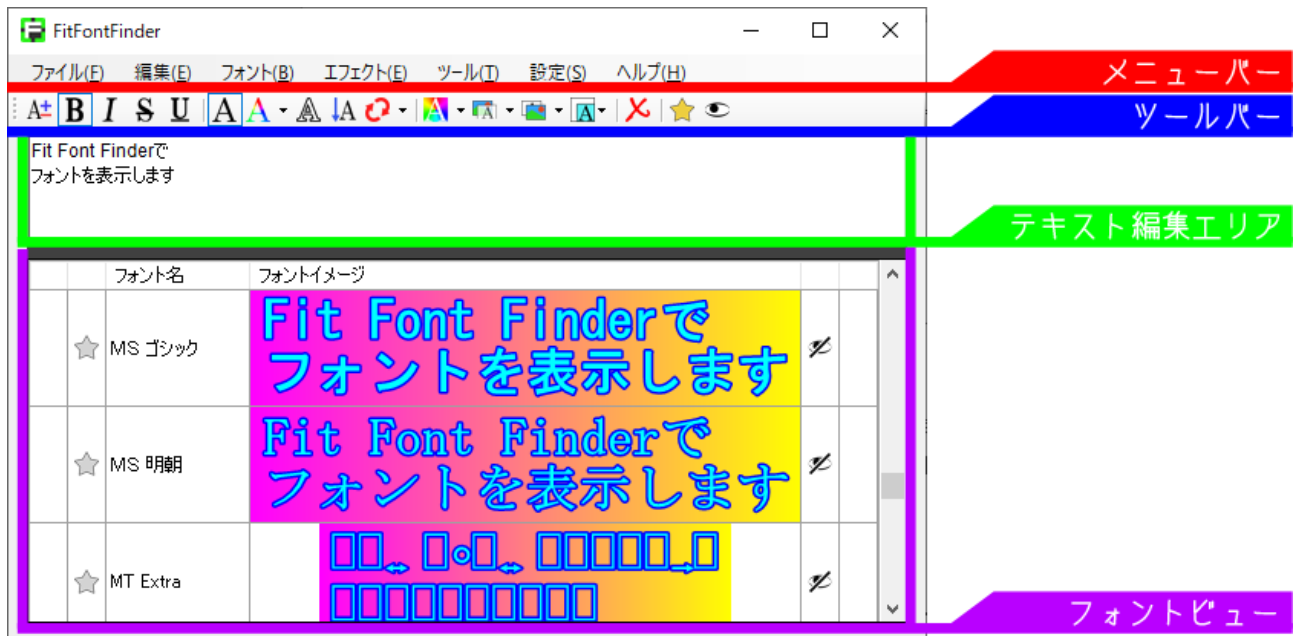 FitFontFinder
ファイル(F) 編集(E) フォント(B) エフェクト(E) ツール(T) 設定(S) ヘルプ(H)
メニューバー
A± B I S U A A A ↓A A A A
ツールバー
Fit Font Finderで
フォントを表示します
テキスト編集エリア
フォント名 フォントイメージ
MS ゴシック
Fit Font Finderで
フォントを表示します
MS 明朝
Fit Font Finderで
フォントを表示します
MT Extra
フォントビュー